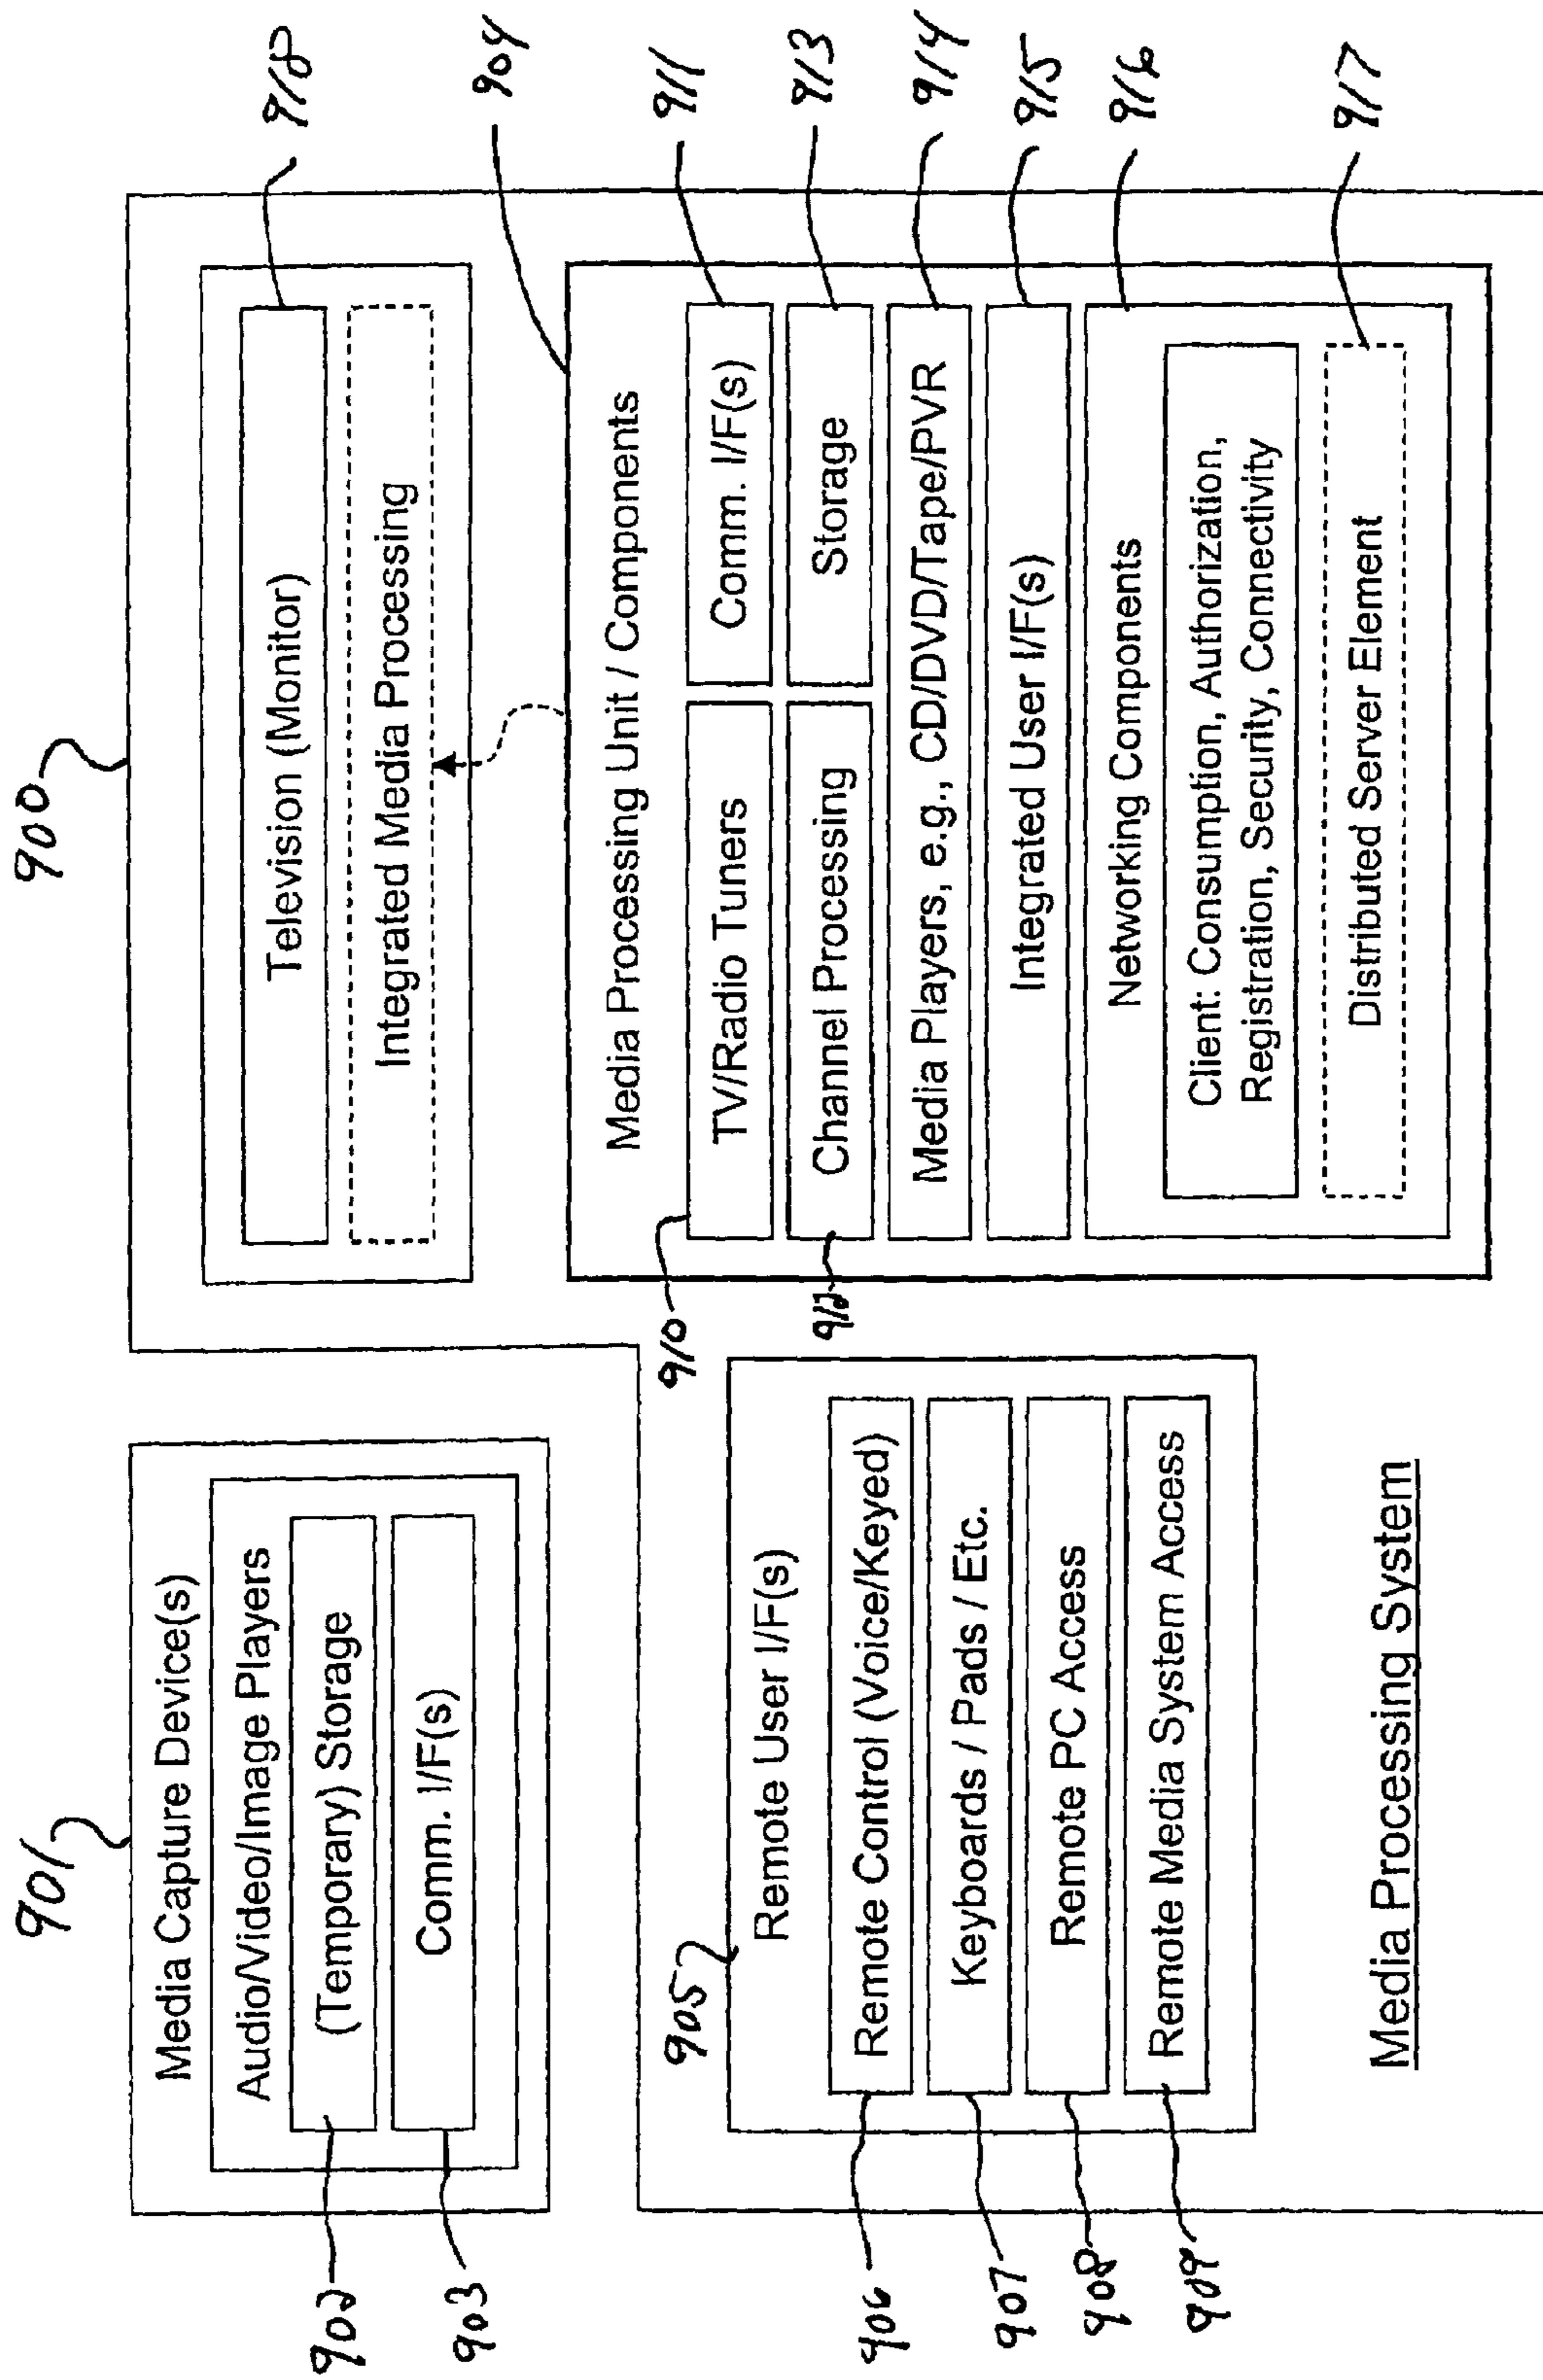 901
Media Capture Device(s)
Audio/Video/Image Players
(Temporary) Storage
Comm. I/F(s)
902
903
900
Television (Monitor)
Integrated Media Processing
918
904
Media Processing Unit / Components
TV/Radio Tuners
Comm. I/F(s)
910
911
Channel Processing
Storage
912
913
Media Players, e.g., CD/DVD/Tape/PVR
914
Integrated User I/F(s)
915
Networking Components
916
Client: Consumption, Authorization,
Registration, Security, Connectivity
Distributed Server Element
917
905
Remote User I/F(s)
Remote Control (Voice/Keyed)
906
Keyboards / Pads / Etc.
907
Remote PC Access
908
Remote Media System Access
909
Media Processing System